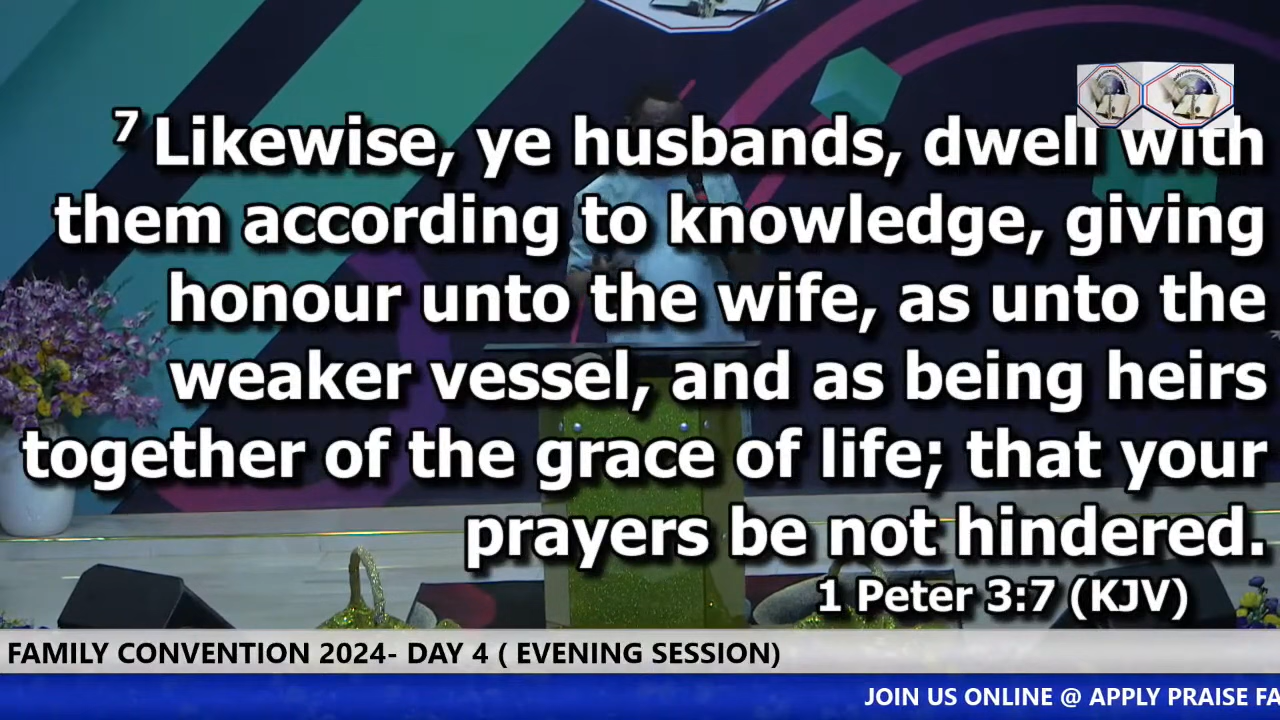 7 Likewise, ye husbands, dwell with
them according to knowledge, giving
honour unto the wife, as unto the
weaker vessel, and as being heirs
together of the grace of life; that your
prayers be not hindered.
1 Peter 3:7 (KJV)
FAMILY CONVENTION 2024- DAY 4 ( EVENING SESSION)
JOIN US ONLINE @ APPLY PRAISE FA